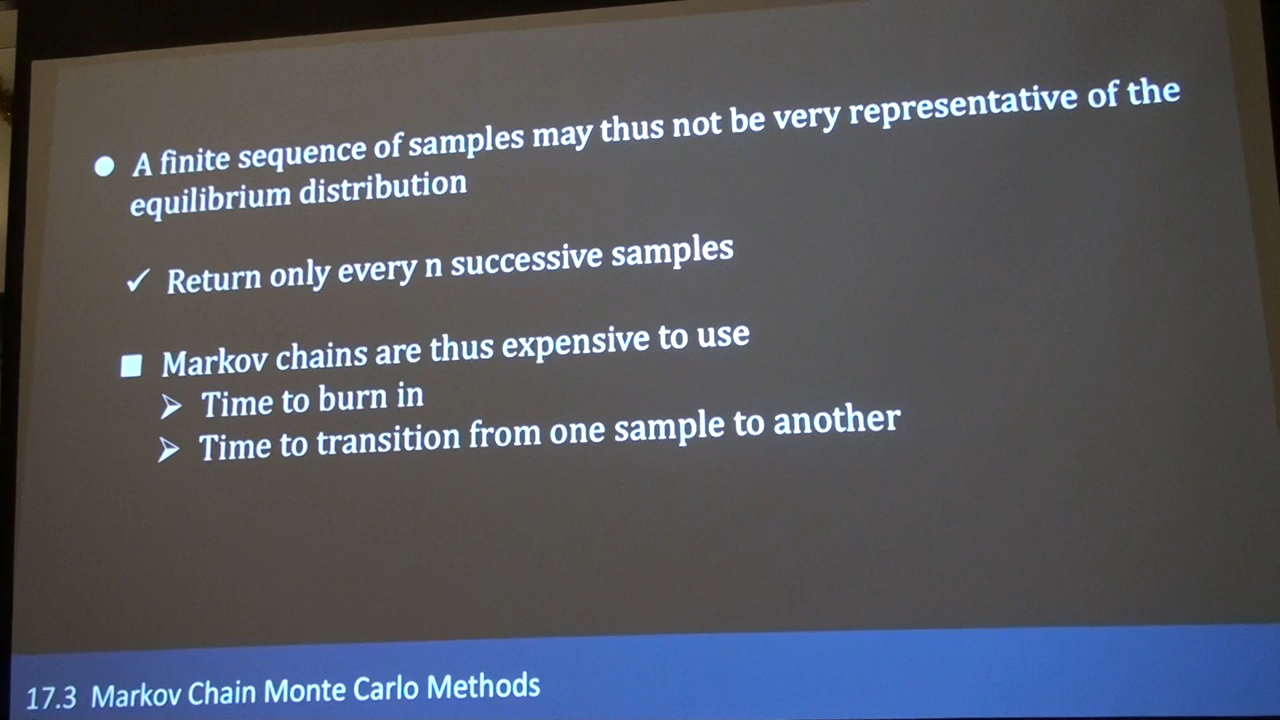 ● A finite sequence of samples may thus not be very representative of the
equilibrium distribution
✓ Return only every n successive samples
■ Markov chains are thus expensive to use
➢ Time to burn in
➢ Time to transition from one sample to another
17.3 Markov Chain Monte Carlo Methods